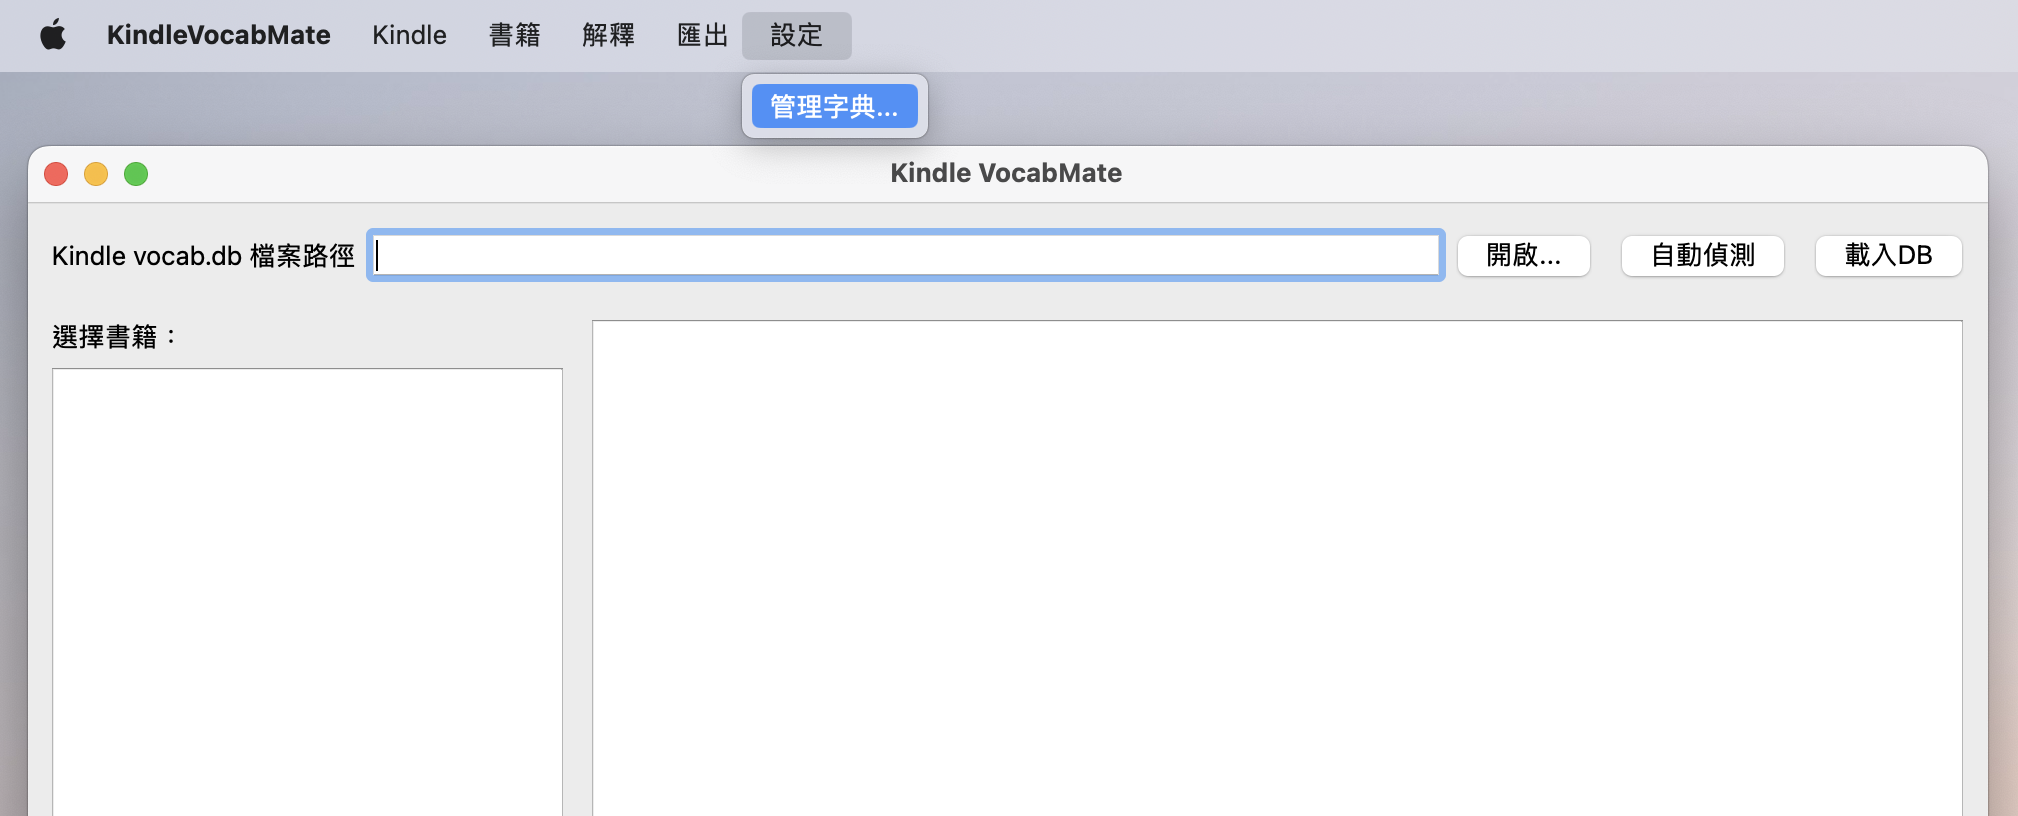 KindleVocabMate Kindle 書籍 解釋 匯出 設定
管理字典...
Kindle VocabMate
Kindle vocab.db 檔案路徑 開啟... 自動偵測 載入DB
選擇書籍：